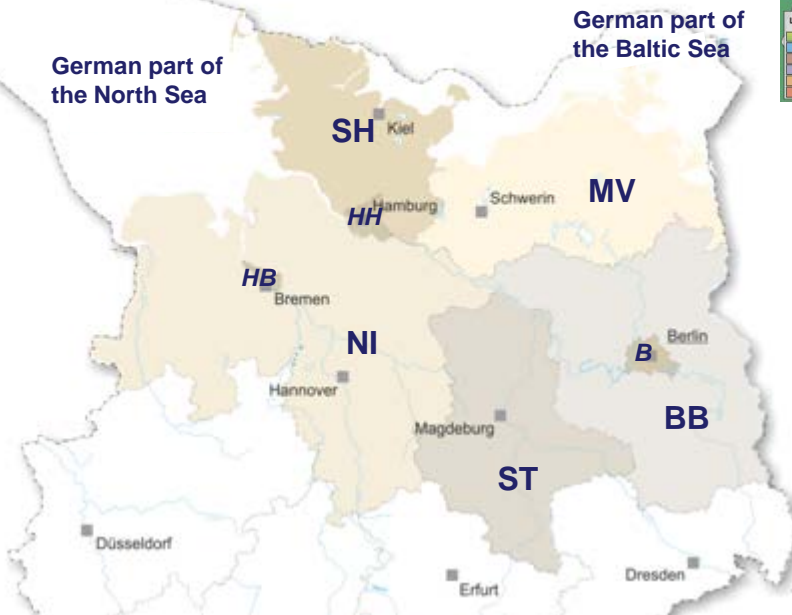 German part of
the Baltic Sea
German part of
the North Sea
SH
Kiel
MV
HH
Hamburg
Schwerin
HB
Bremen
NI
B
Berlin
Hannover
Magdeburg
BB
ST
Düsseldorf
Erfurt
Dresden